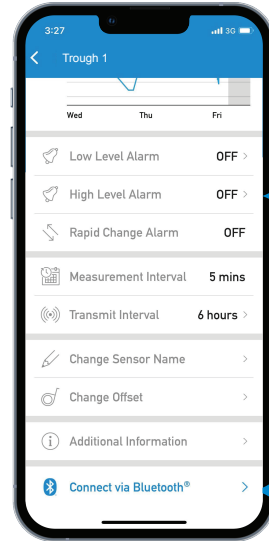 3:27 3G
Trough 1
Wed Thu Fri
Low Level Alarm OFF
High Level Alarm OFF
Rapid Change Alarm OFF
Measurement Interval 5 mins
Transmit Interval 6 hours
Change Sensor Name
Change Offset
Additional Information
Connect via Bluetooth®